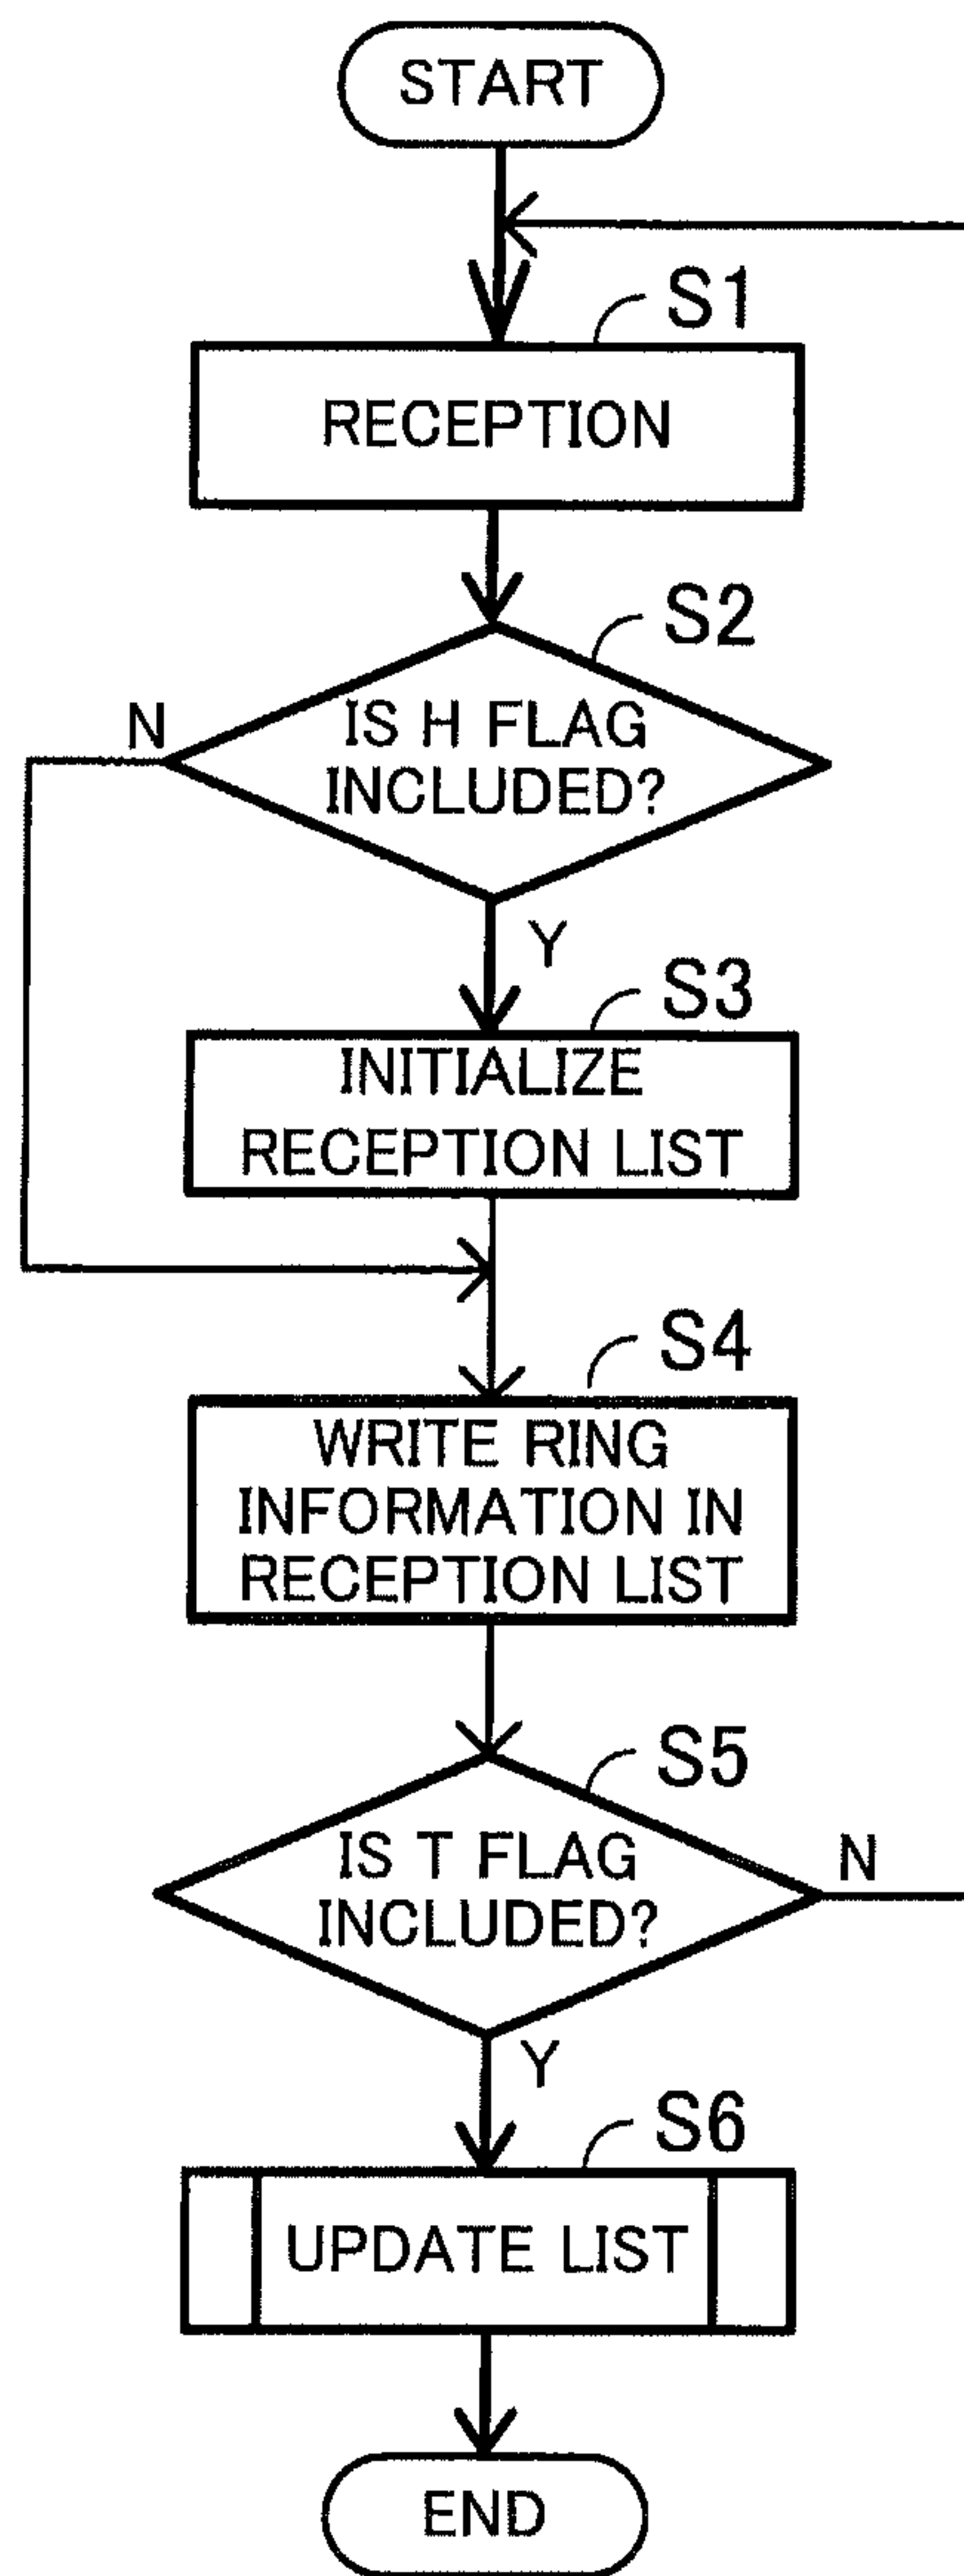 START
S1
RECEPTION
S2
N
IS H FLAG
INCLUDED?
Y
S3
INITIALIZE
RECEPTION LIST
S4
WRITE RING
INFORMATION IN
RECEPTION LIST
S5
IS T FLAG
INCLUDED?
N
Y
S6
UPDATE LIST
END